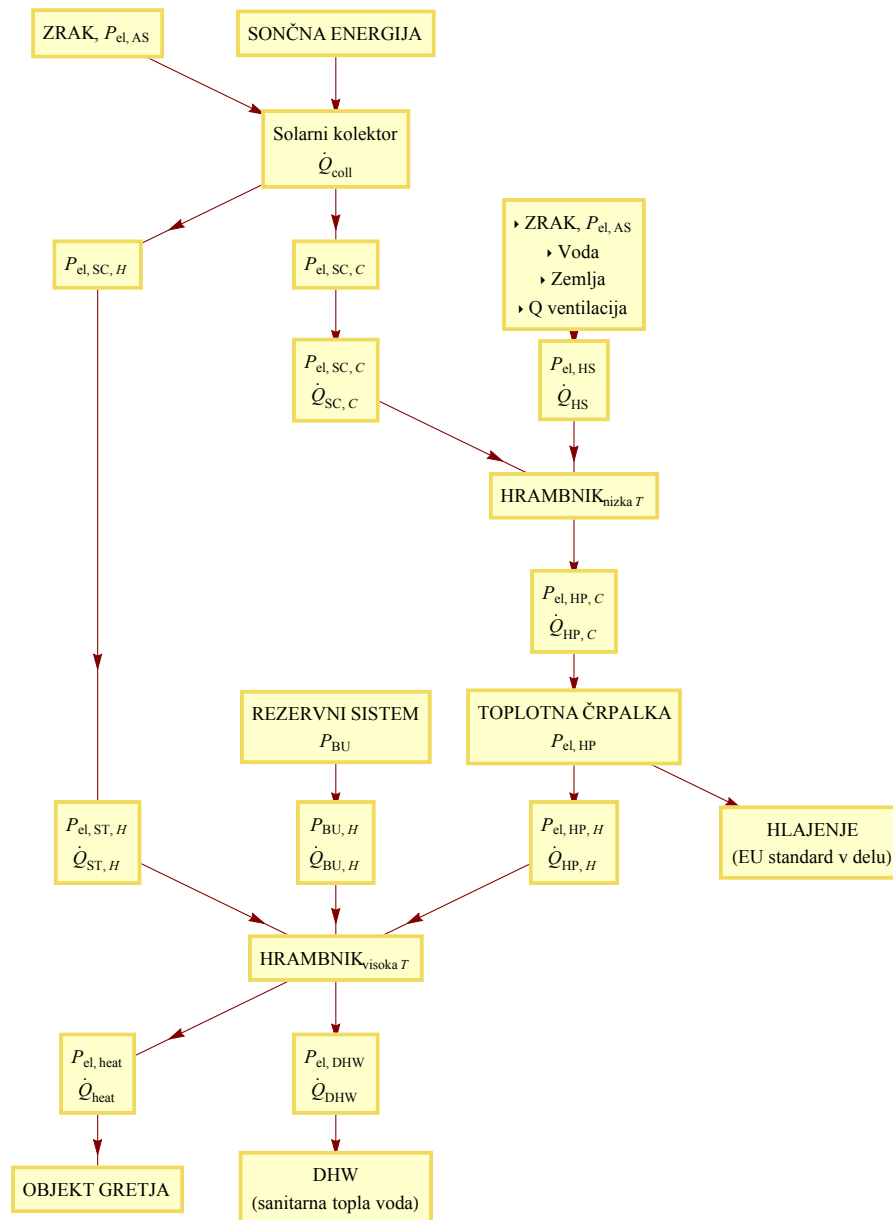 ZRAK, P_el, AS
SONČNA ENERGIJA
Solarni kolektor
Q̇_coll
P_el, SC, H
P_el, SC, C
‣ ZRAK, P_el, AS
‣ Voda
‣ Zemlja
‣ Q ventilacija
P_el, SC, C
Q̇_SC, C
P_el, HS
Q̇_HS
HRAMBNIK_nizka T
P_el, HP, C
Q̇_HP, C
REZERVNI SISTEM
P_BU
TOPLOTNA ČRPALKA
P_el, HP
P_el, ST, H
Q̇_ST, H
P_BU, H
Q̇_BU, H
P_el, HP, H
Q̇_HP, H
HLAJENJE
(EU standard v delu)
HRAMBNIK_visoka T
P_el, heat
Q̇_heat
P_el, DHW
Q̇_DHW
OBJEKT GRETJA
DHW
(sanitarna topla voda)